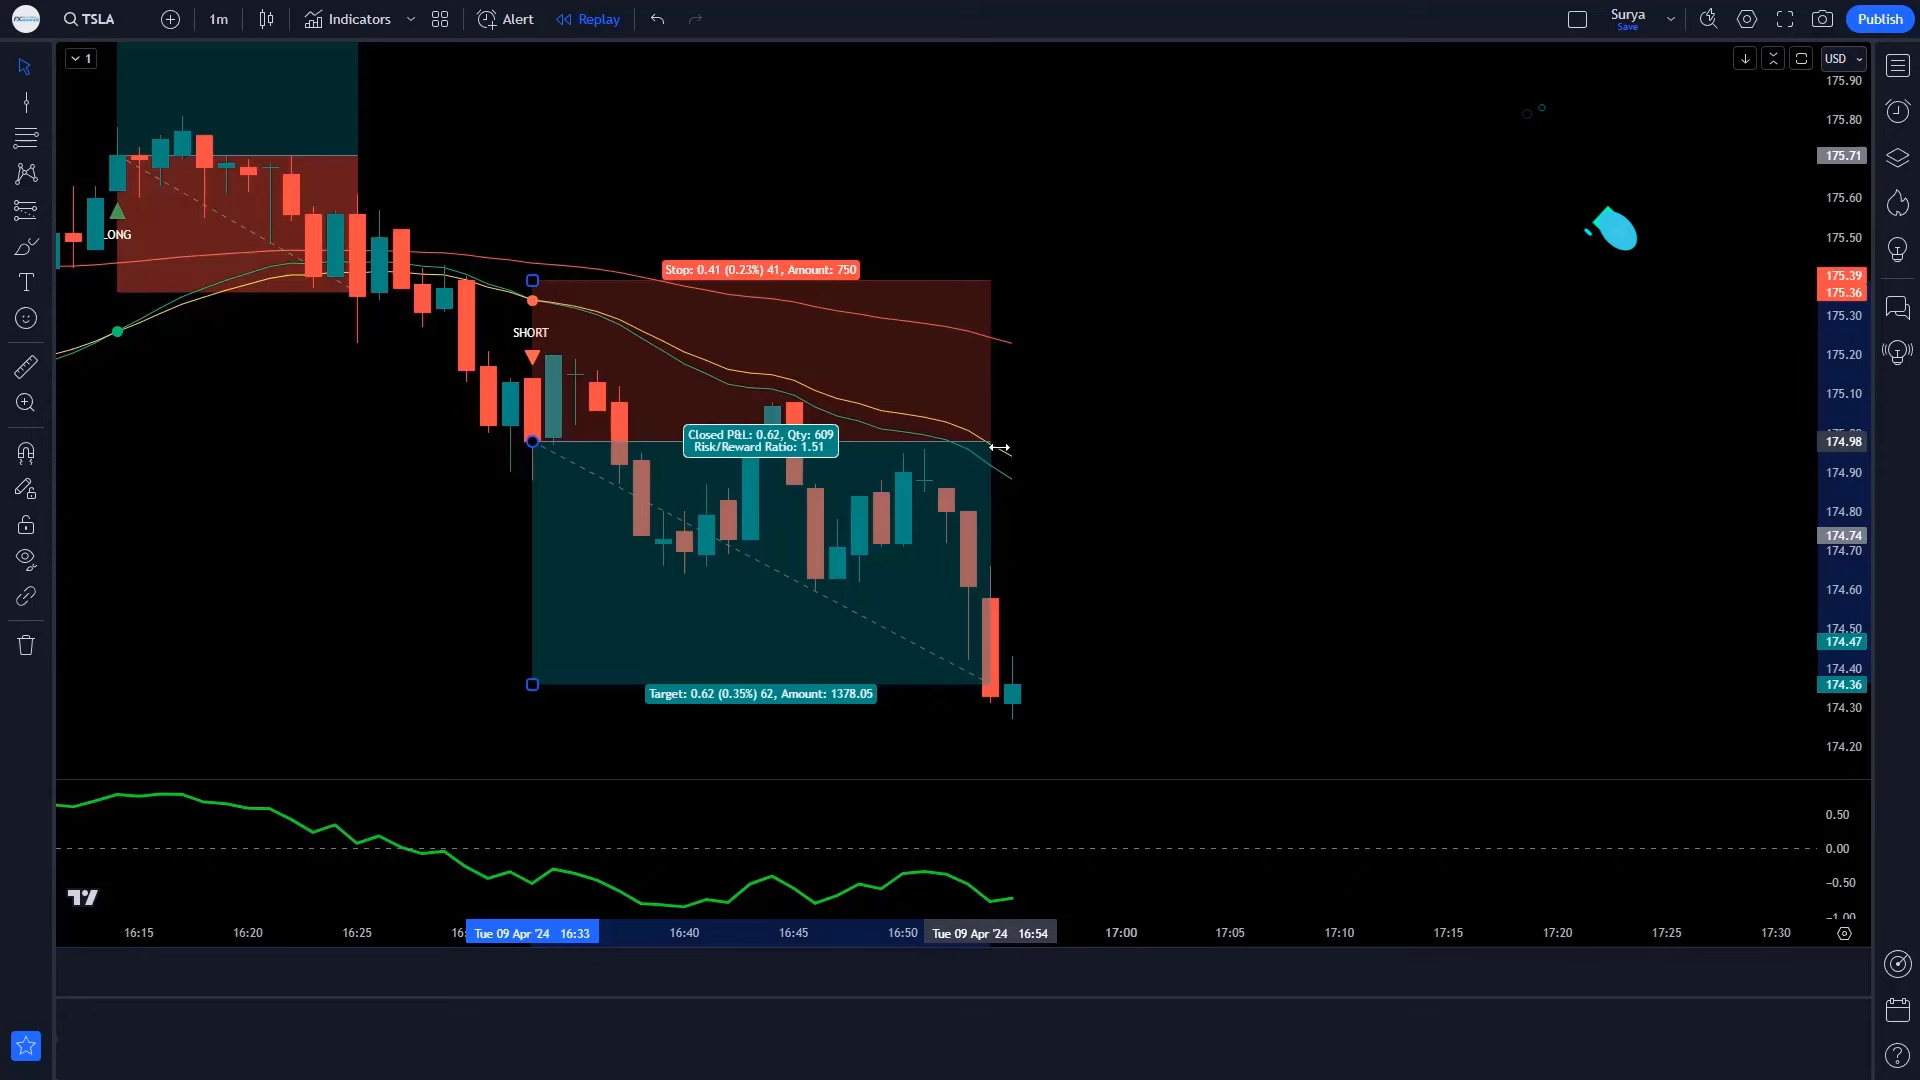 TSLA
1m
Indicators
Alert
Replay
Surya
Save
Publish
1
USD
175.90
175.80
175.71
175.60
175.50
175.39
175.36
175.30
175.20
175.10
174.98
174.90
174.80
174.74
174.70
174.60
174.50
174.47
174.40
174.36
174.30
174.20
LONG
Stop: 0.41 (0.23%) 41, Amount: 750
SHORT
Closed P&L: 0.62, Qty: 609
Risk/Reward Ratio: 1.51
Target: 0.62 (0.35%) 62, Amount: 1378.05
0.50
0.00
−0.50
−1.00
16:15
16:20
16:25
Tue 09 Apr '24 16:33
16:40
16:45
16:50
Tue 09 Apr '24 16:54
17:00
17:05
17:10
17:15
17:20
17:25
17:30